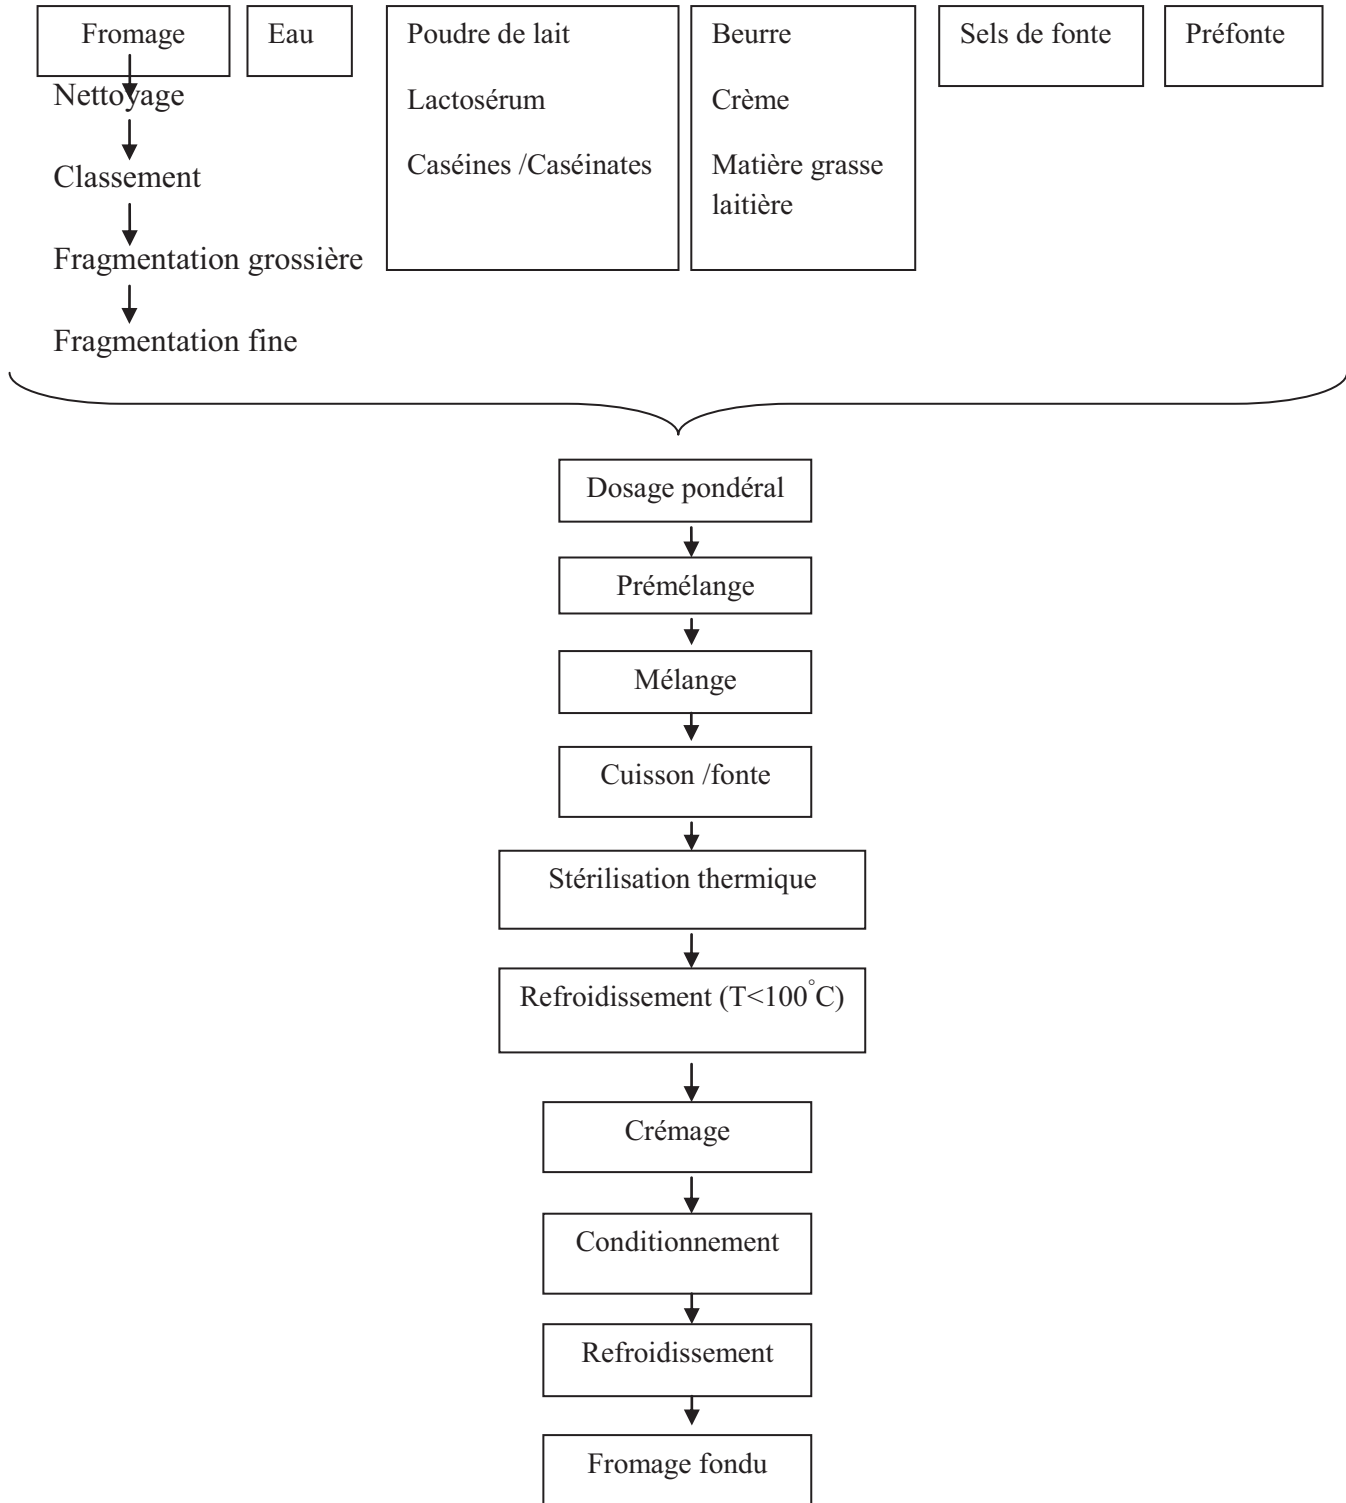 Fromage
Eau
Poudre de lait
Lactosérum
Caséines /Caséinates
Beurre
Crème
Matière grasse
laitière
Sels de fonte
Préfonte
Nettoyage
Classement
Fragmentation grossière
Fragmentation fine
Dosage pondéral
Prémélange
Mélange
Cuisson /fonte
Stérilisation thermique
Refroidissement (T<100°C)
Crémage
Conditionnement
Refroidissement
Fromage fondu